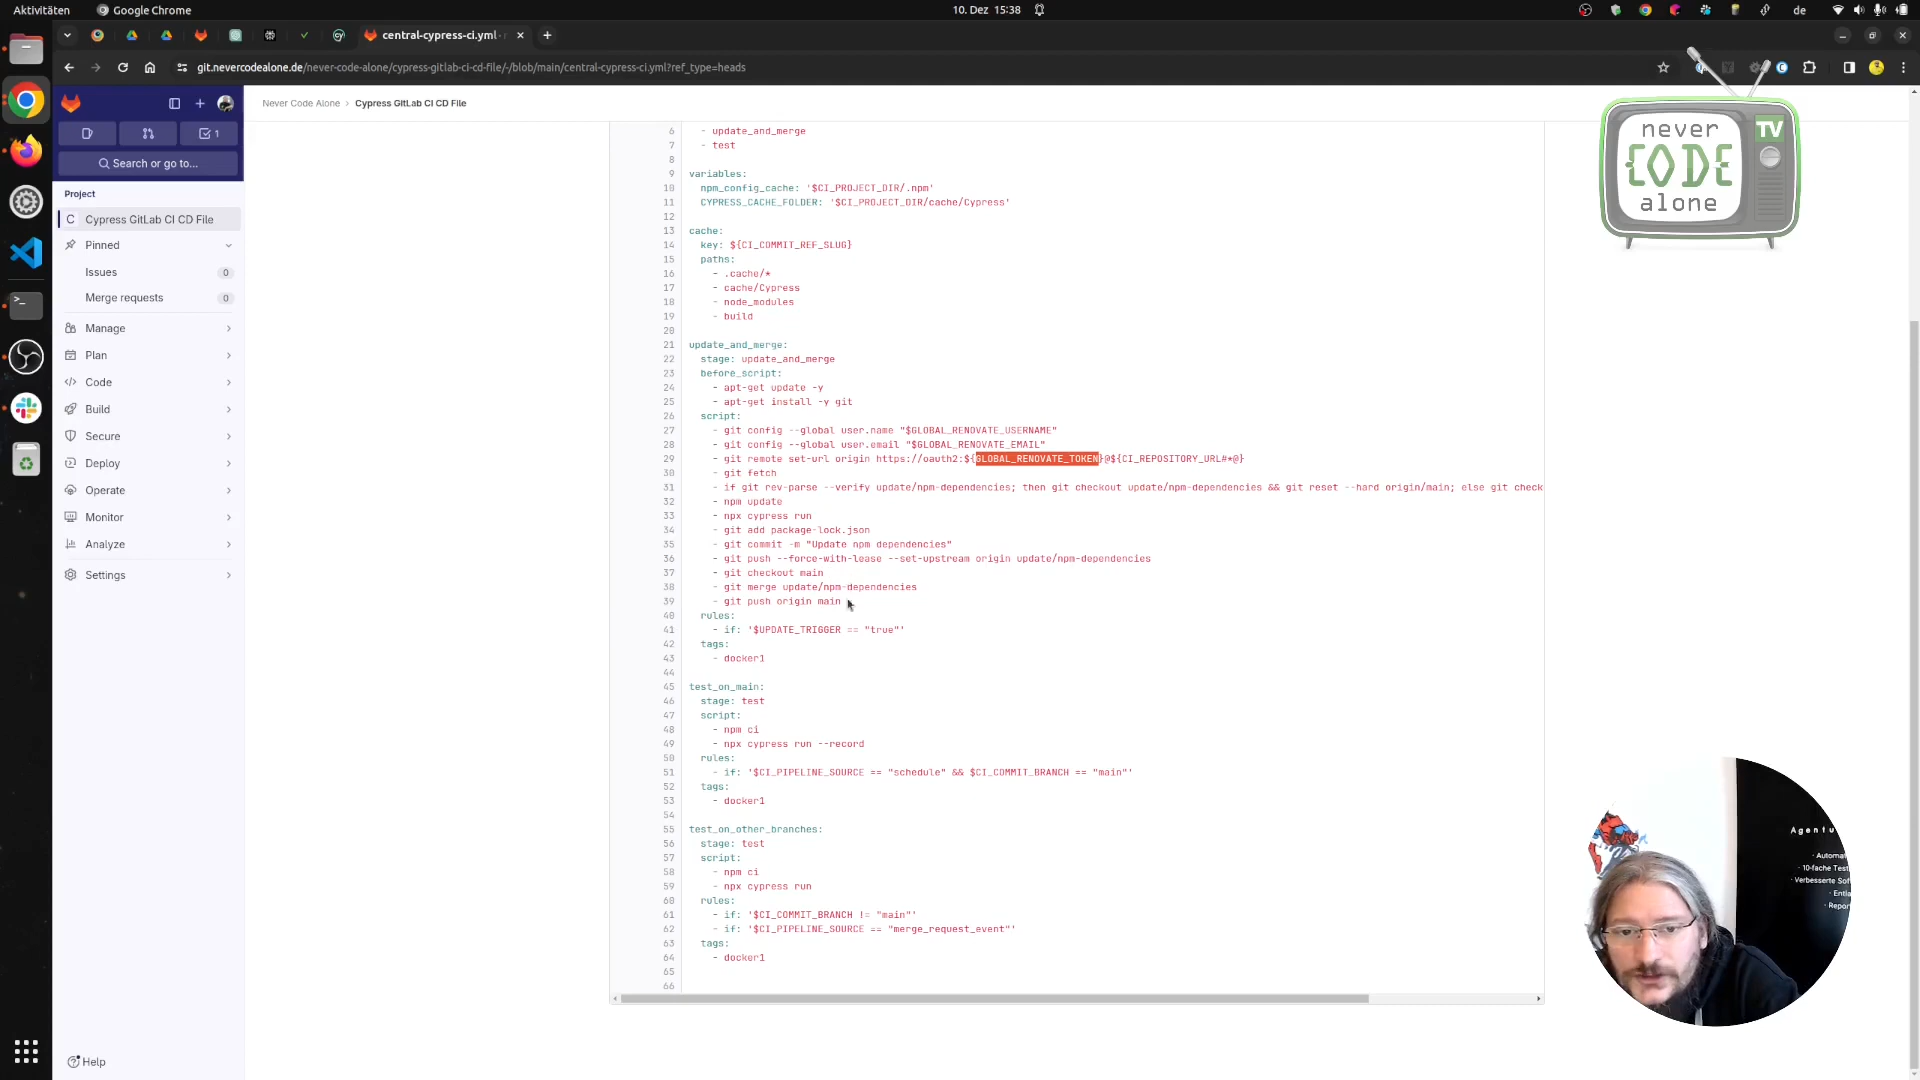 Aktivitäten
Google Chrome
10. Dez 15:38
de
central-cypress-ci.yml
git.nevercodealone.de/never-code-alone/cypress-gitlab-ci-cd-file/-/blob/main/central-cypress-ci.yml?ref_type=heads
Never Code Alone › Cypress GitLab CI CD File
1
Search or go to...
Project
C Cypress GitLab CI CD File
Pinned
Issues 0
Merge requests 0
Manage
Plan
Code
Build
Secure
Deploy
Operate
Monitor
Analyze
Settings
Help
6 - update_and_merge
7 - test
8
9 variables:
10 npm_config_cache: '$CI_PROJECT_DIR/.npm'
11 CYPRESS_CACHE_FOLDER: '$CI_PROJECT_DIR/cache/Cypress'
12
13 cache:
14 key: ${CI_COMMIT_REF_SLUG}
15 paths:
16 - .cache/*
17 - cache/Cypress
18 - node_modules
19 - build
20
21 update_and_merge:
22 stage: update_and_merge
23 before_script:
24 - apt-get update -y
25 - apt-get install -y git
26 script:
27 - git config --global user.name "$GLOBAL_RENOVATE_USERNAME"
28 - git config --global user.email "$GLOBAL_RENOVATE_EMAIL"
29 - git remote set-url origin https://oauth2:${GLOBAL_RENOVATE_TOKEN}@${CI_REPOSITORY_URL#*@}
30 - git fetch
31 - if git rev-parse --verify update/npm-dependencies; then git checkout update/npm-dependencies && git reset --hard origin/main; else git check
32 - npm update
33 - npx cypress run
34 - git add package-lock.json
35 - git commit -m "Update npm dependencies"
36 - git push --force-with-lease --set-upstream origin update/npm-dependencies
37 - git checkout main
38 - git merge update/npm-dependencies
39 - git push origin main
40 rules:
41 - if: '$UPDATE_TRIGGER == "true"'
42 tags:
43 - docker1
44
45 test_on_main:
46 stage: test
47 script:
48 - npm ci
49 - npx cypress run --record
50 rules:
51 - if: '$CI_PIPELINE_SOURCE == "schedule" && $CI_COMMIT_BRANCH == "main"'
52 tags:
53 - docker1
54
55 test_on_other_branches:
56 stage: test
57 script:
58 - npm ci
59 - npx cypress run
60 rules:
61 - if: '$CI_COMMIT_BRANCH != "main"'
62 - if: '$CI_PIPELINE_SOURCE == "merge_request_event"'
63 tags:
64 - docker1
65
66
never
CODE
alone
TV
Agentu
· Automat
· 10-fache Test
· Verbesserte Sof
· Entla
· Repor